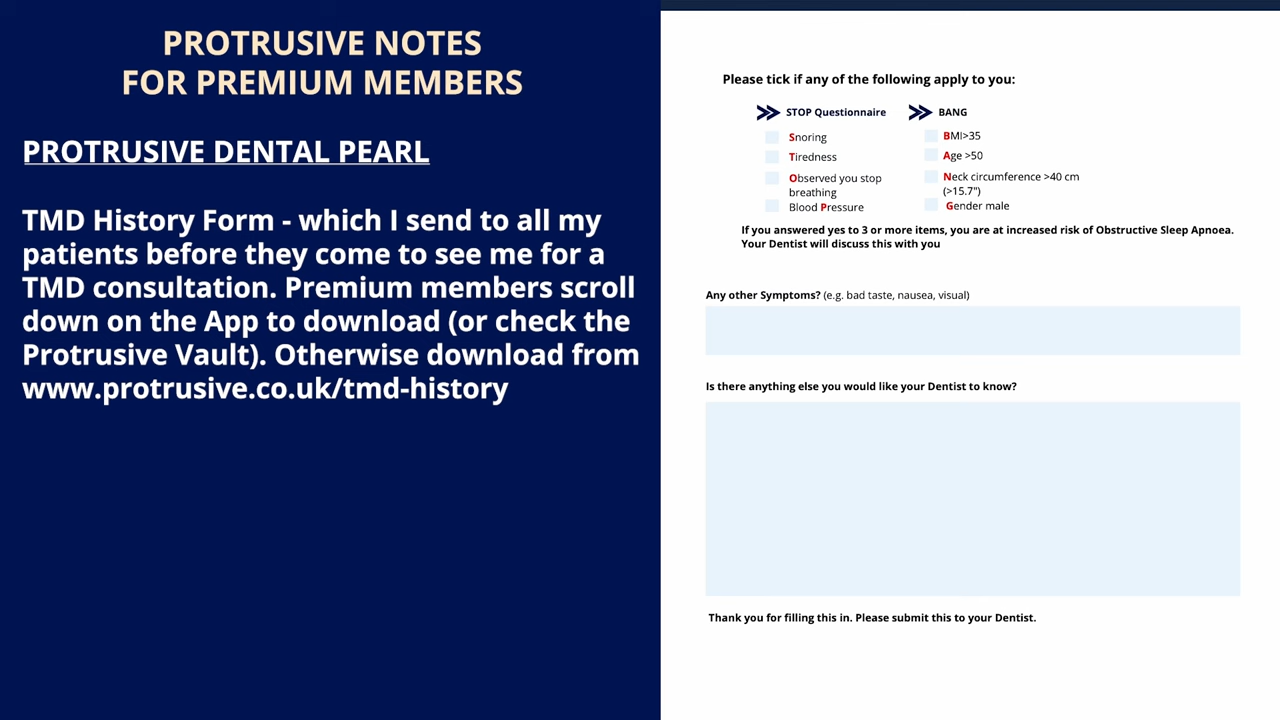 PROTRUSIVE NOTES
FOR PREMIUM MEMBERS
PROTRUSIVE DENTAL PEARL
TMD History Form - which I send to all my
patients before they come to see me for a
TMD consultation. Premium members scroll
down on the App to download (or check the
Protrusive Vault). Otherwise download from
www.protrusive.co.uk/tmd-history
Please tick if any of the following apply to you:
STOP Questionnaire
Snoring
Tiredness
Observed you stop
breathing
Blood Pressure
BANG
BMI>35
Age >50
Neck circumference >40 cm
(>15.7")
Gender male
If you answered yes to 3 or more items, you are at increased risk of Obstructive Sleep Apnoea.
Your Dentist will discuss this with you
Any other Symptoms? (e.g. bad taste, nausea, visual)
Is there anything else you would like your Dentist to know?
Thank you for filling this in. Please submit this to your Dentist.